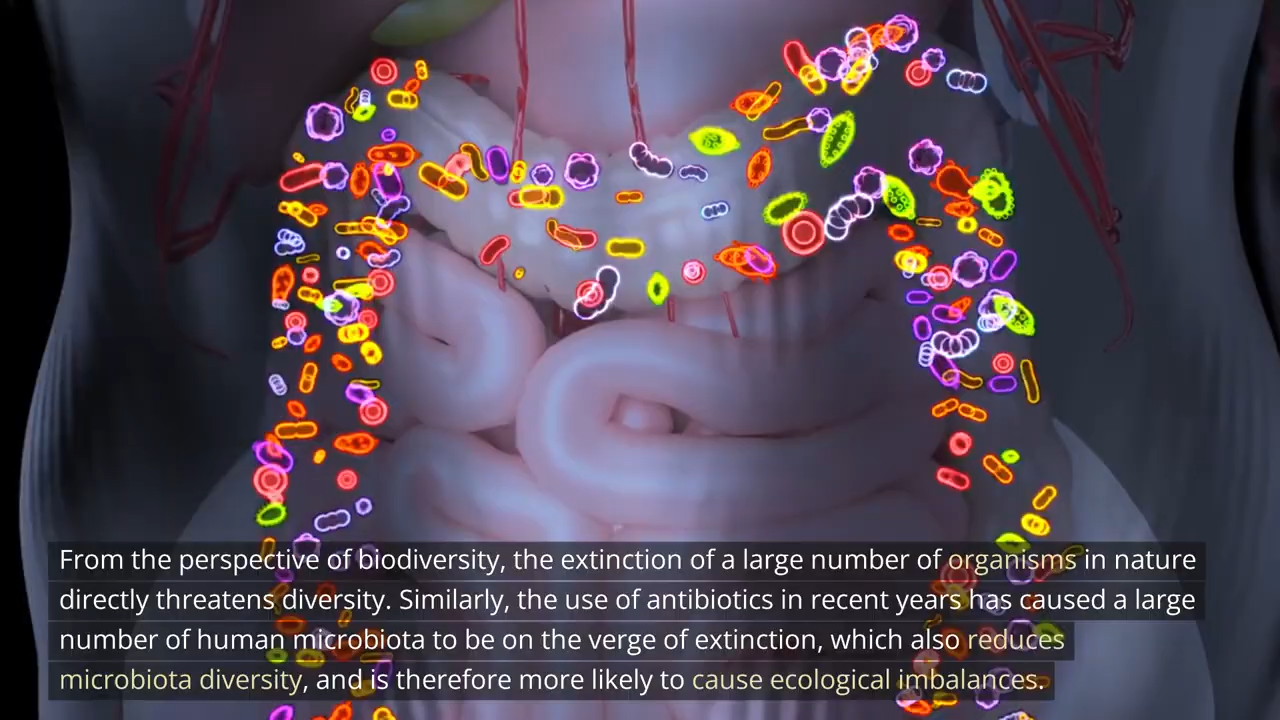 From the perspective of biodiversity, the extinction of a large number of organisms in nature
directly threatens diversity. Similarly, the use of antibiotics in recent years has caused a large
number of human microbiota to be on the verge of extinction, which also reduces
microbiota diversity, and is therefore more likely to cause ecological imbalances.